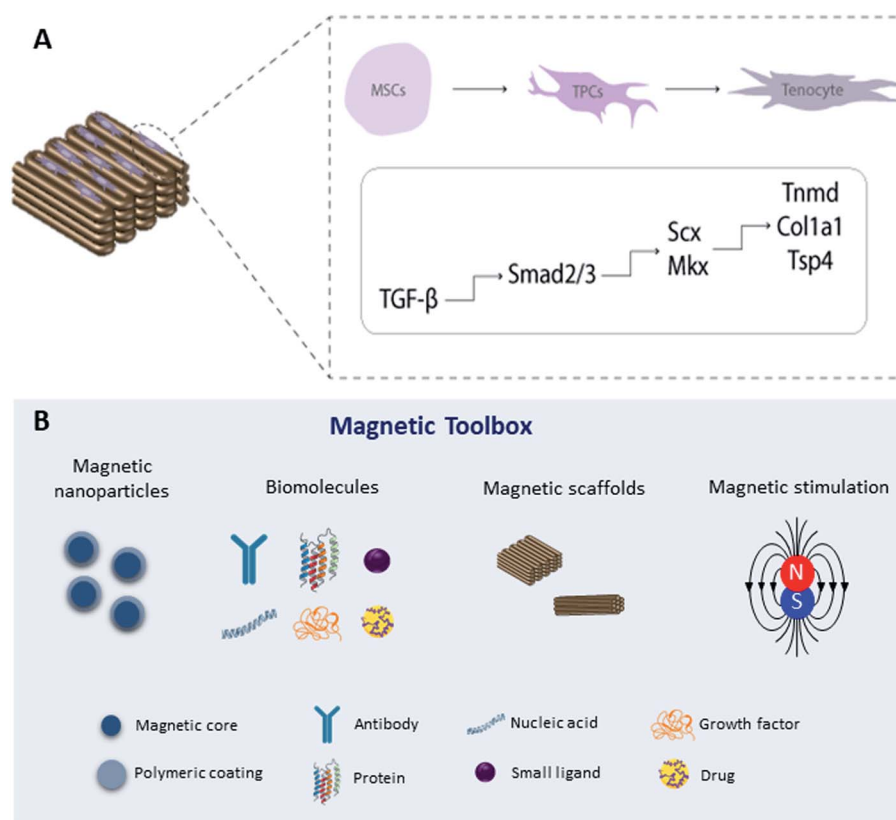 A
MSCs
TPCs
Tenocyte
TGF-β
Smad2/3
Scx
Mkx
Tnmd
Col1a1
Tsp4
B
Magnetic Toolbox
Magnetic
nanoparticles
Biomolecules
Magnetic scaffolds
Magnetic stimulation
N
S
Magnetic core
Antibody
Nucleic acid
Growth factor
Polymeric coating
Protein
Small ligand
Drug